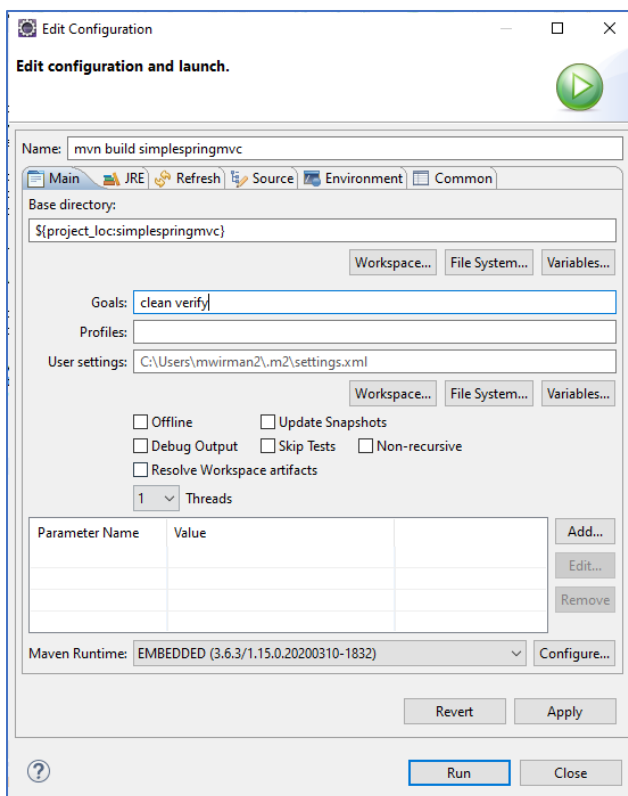 Edit Configuration
Edit configuration and launch.
Name: mvn build simplespringmvc
Main JRE Refresh Source Environment Common
Base directory:
${project_loc:simplespringmvc}
Workspace... File System... Variables...
Goals: clean verify
Profiles:
User settings: C:\Users\mwirman2\.m2\settings.xml
Workspace... File System... Variables...
Offline Update Snapshots
Debug Output Skip Tests Non-recursive
Resolve Workspace artifacts
1 Threads
Parameter Name Value Add...
Edit...
Remove
Maven Runtime: EMBEDDED (3.6.3/1.15.0.20200310-1832) Configure...
Revert Apply
? Run Close